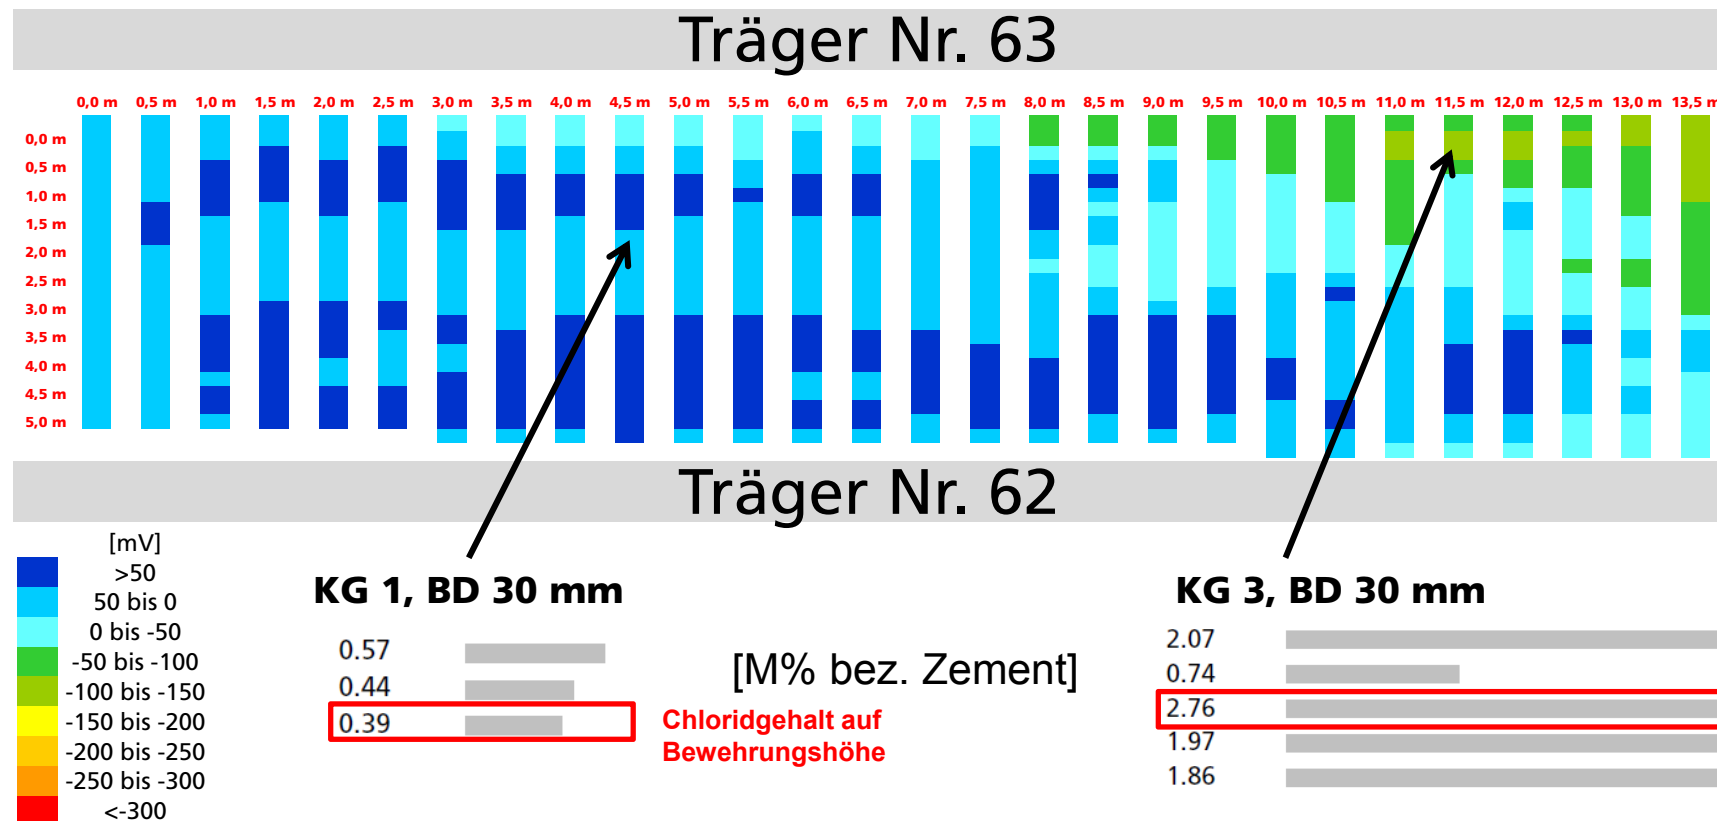 Träger Nr. 63
0,0 m 0,5 m 1,0 m 1,5 m 2,0 m 2,5 m 3,0 m 3,5 m 4,0 m 4,5 m 5,0 m 5,5 m 6,0 m 6,5 m 7,0 m 7,5 m 8,0 m 8,5 m 9,0 m 9,5 m 10,0 m 10,5 m 11,0 m 11,5 m 12,0 m 12,5 m 13,0 m 13,5 m
0,0 m
0,5 m
1,0 m
1,5 m
2,0 m
2,5 m
3,0 m
3,5 m
4,0 m
4,5 m
5,0 m
Träger Nr. 62
[mV]
>50
50 bis 0
0 bis -50
-50 bis -100
-100 bis -150
-150 bis -200
-200 bis -250
-250 bis -300
<-300
KG 1, BD 30 mm
0.57
0.44
0.39
[M% bez. Zement]
Chloridgehalt auf
Bewehrungshöhe
KG 3, BD 30 mm
2.07
0.74
2.76
1.97
1.86